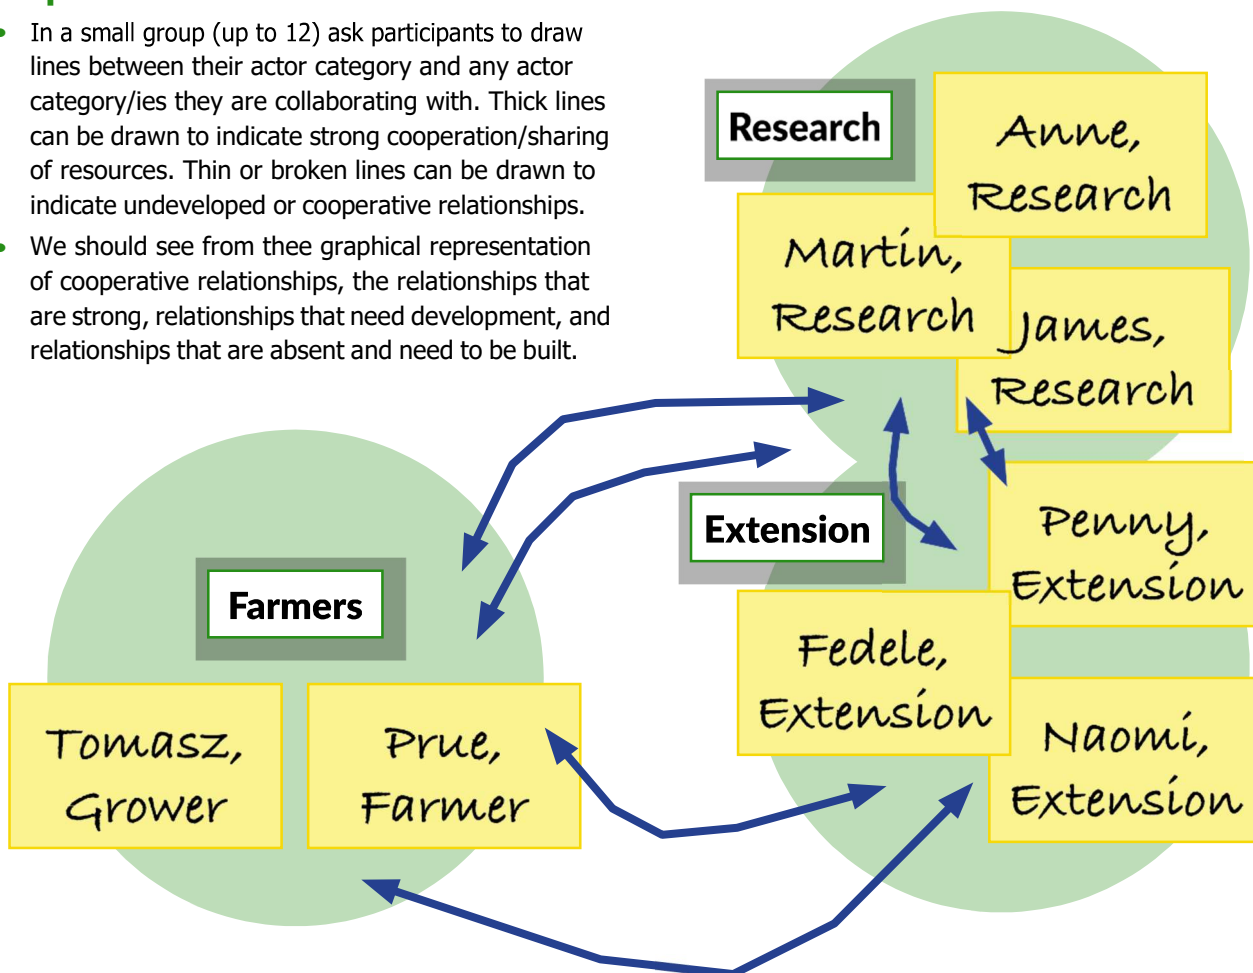 • In a small group (up to 12) ask participants to draw
lines between their actor category and any actor
category/ies they are collaborating with. Thick lines
can be drawn to indicate strong cooperation/sharing
of resources. Thin or broken lines can be drawn to
indicate undeveloped or cooperative relationships.
• We should see from thee graphical representation
of cooperative relationships, the relationships that
are strong, relationships that need development, and
relationships that are absent and need to be built.
Research
Anne,
Research
Martin,
Research
James,
Research
Extension
Penny,
Extension
Fedele,
Extension
Naomi,
Extension
Farmers
Tomasz,
Grower
Prue,
Farmer